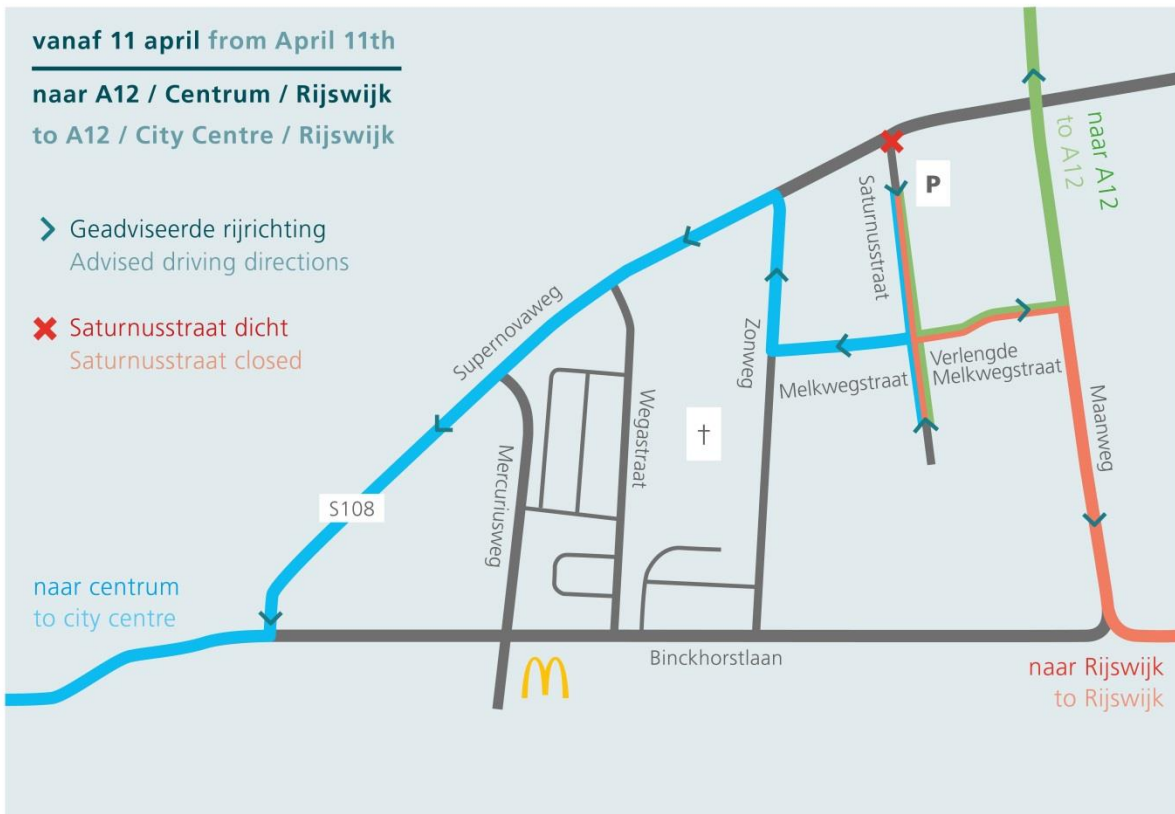 vanaf 11 april from April 11th
naar A12 / Centrum / Rijswijk
to A12 / City Centre / Rijswijk
Geadviseerde rijrichting
Advised driving directions
Saturnusstraat dicht
Saturnusstraat closed
naar A12
to A12
P
Saturnusstraat
Supernovaweg
Zonweg
Melkwegstraat
Verlengde
Melkwegstraat
Maanweg
Wegastraat
†
Mercuriusweg
S108
naar centrum
to city centre
Binckhorstlaan
naar Rijswijk
to Rijswijk